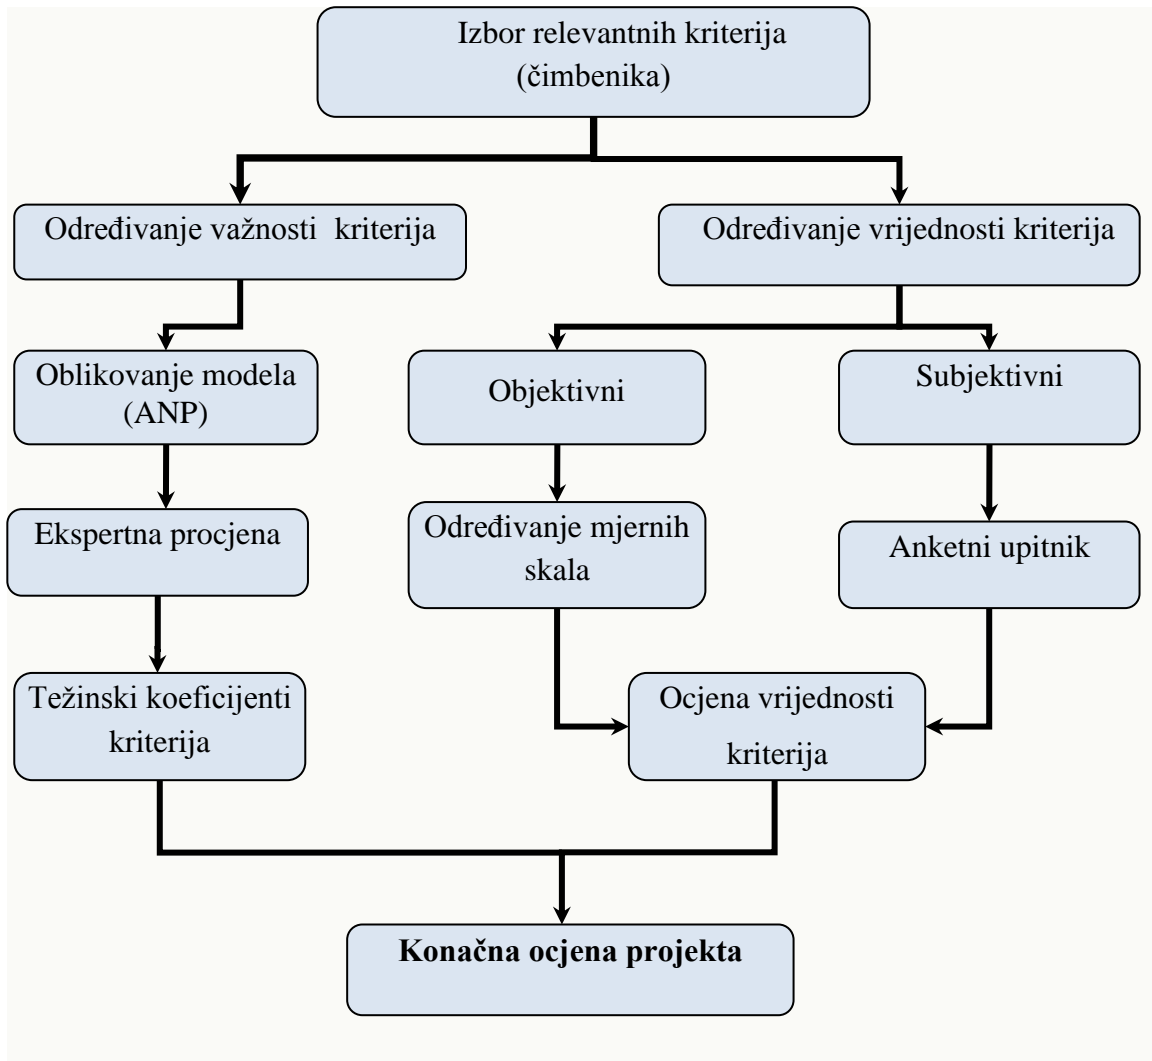 Izbor relevantnih kriterija
(čimbenika)
Određivanje važnosti  kriterija
Određivanje vrijednosti kriterija
Oblikovanje modela
(ANP)
Objektivni
Subjektivni
Ekspertna procjena
Određivanje mjernih
skala
Anketni upitnik
Težinski koeficijenti
kriterija
Ocjena vrijednosti
kriterija
Konačna ocjena projekta